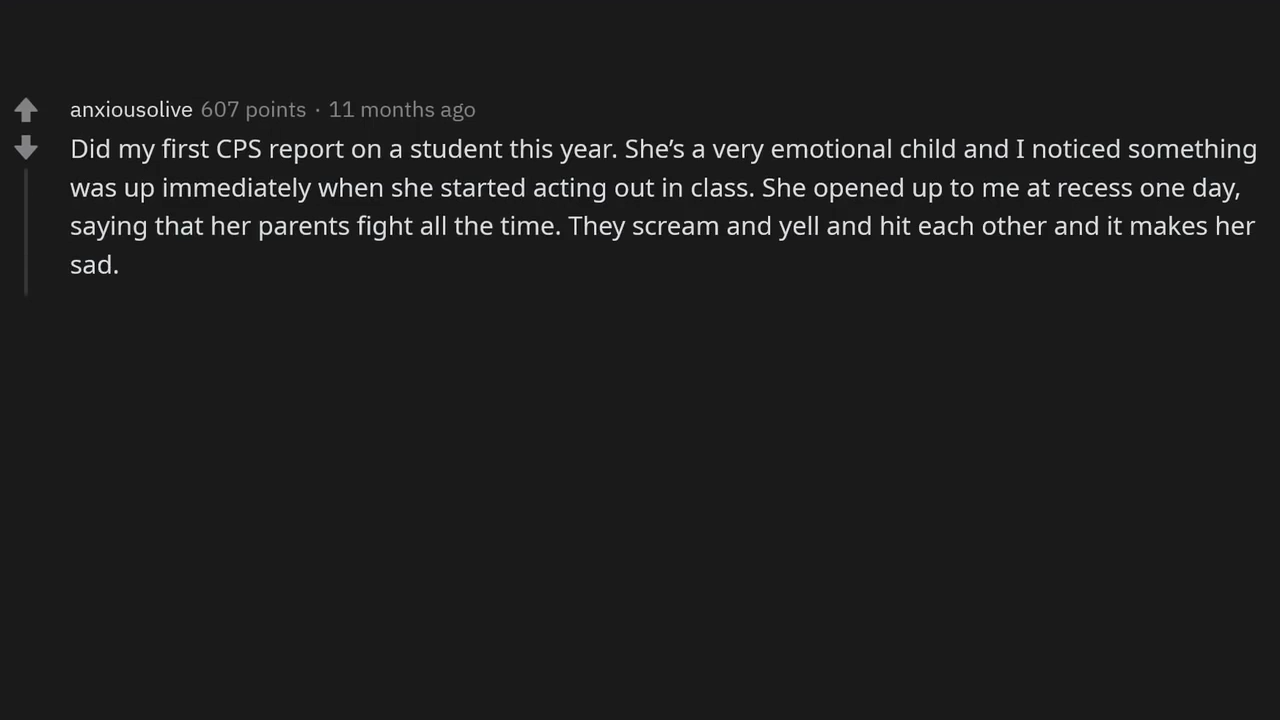 anxiousolive 607 points · 11 months ago
Did my first CPS report on a student this year. She’s a very emotional child and I noticed something
was up immediately when she started acting out in class. She opened up to me at recess one day,
saying that her parents fight all the time. They scream and yell and hit each other and it makes her
sad.